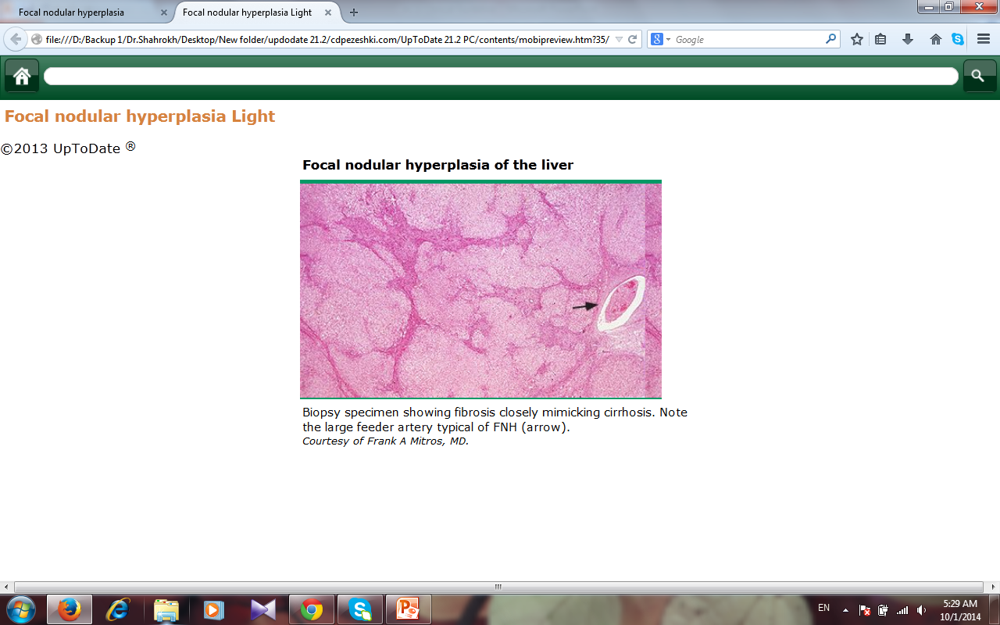 Focal nodular hyperplasia
Focal nodular hyperplasia Light
file:///D:/Backup 1/Dr.Shahrokh/Desktop/New folder/updodate 21.2/cdpezeshki.com/UpToDate 21.2 PC/contents/mobipreview.htm?35/
Google
Focal nodular hyperplasia Light
©2013 UpToDate ®
Focal nodular hyperplasia of the liver
Biopsy specimen showing fibrosis closely mimicking cirrhosis. Note
the large feeder artery typical of FNH (arrow).
Courtesy of Frank A Mitros, MD.
EN
5:29 AM
10/1/2014